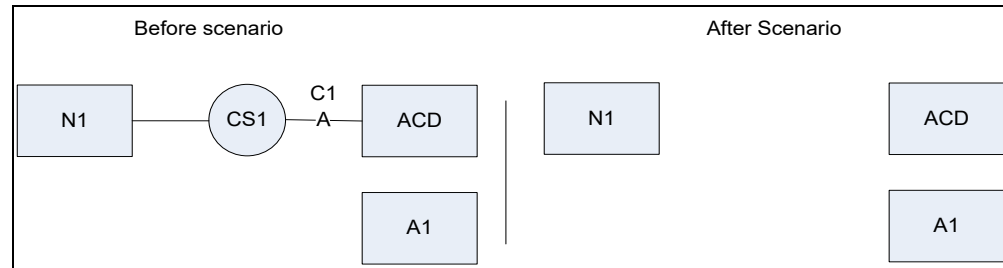 Before scenario
After Scenario
N1
CS1
C1
A
ACD
A1
N1
ACD
A1